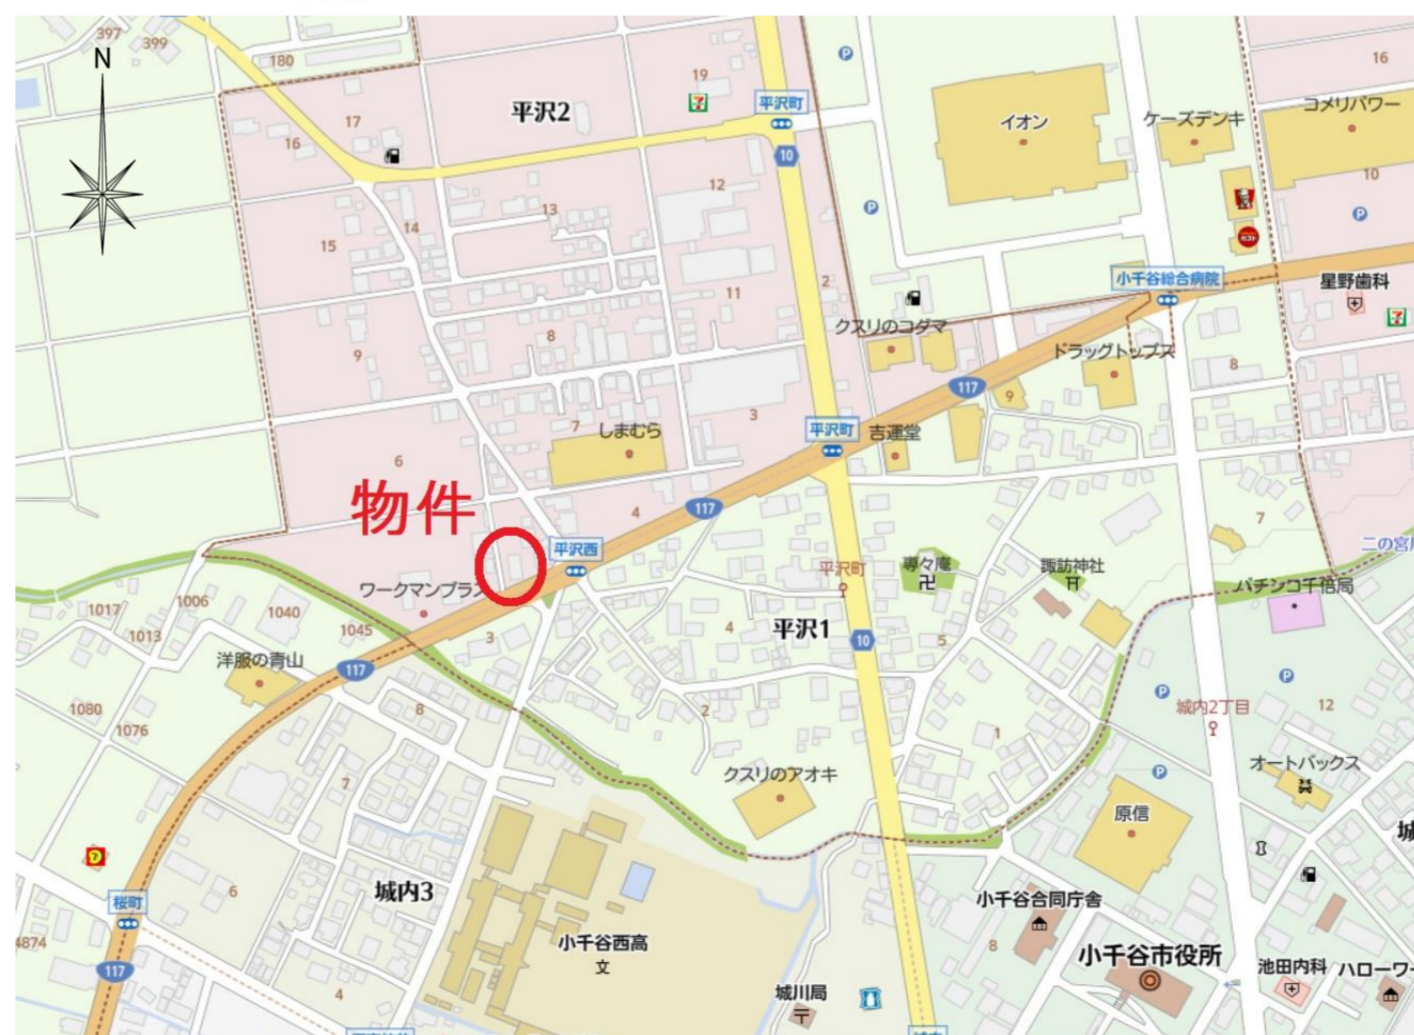 397
399
N
180
平沢2
17
16
19
平沢町
10
イオン
ケーズデンキ
コメリパワー
16
10
12
13
14
15
2
11
小千谷総合病院
星野歯科
クスリのコダマ
ドラッグトップス
8
9
8
117
9
3
7
しまむら
平沢町
吉運堂
6
物件
4
117
7
平沢西
専々庵
卍
諏訪神社
平沢町
パチンコ千倍局
ワークマンプラス
1017
1006
1040
1013
1045
3
4
平沢1
10
5
洋服の青山
117
1080
1076
8
2
1
城内2丁目
12
7
クスリのアオキ
オートバックス
原信
6
城内3
桜町
小千谷合同庁舎
4874
117
4
小千谷西高
文
8
小千谷市役所
池田内科
城川局
〒